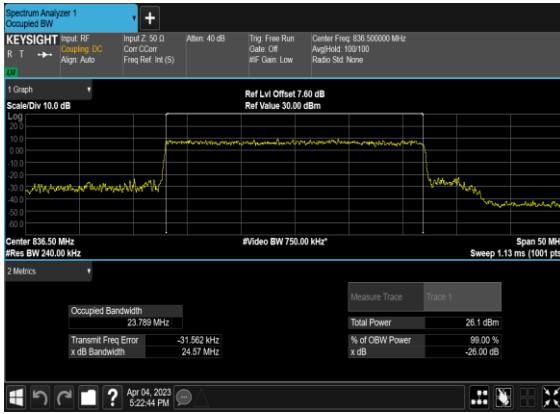 Spectrum Analyzer 1
Occupied BW
KEYSIGHT Input: RF Input Z: 50 Ω Atten: 40 dB Trig: Free Run Center Freq: 836.500000 MHz
R T Coupling: DC Corr CCorr Gate: Off Avg|Hold: 100/100
Align: Auto Freq Ref: Int (S) #IF Gain: Low Radio Std: None
LXI
1 Graph
Ref Lvl Offset 7.60 dB
Scale/Div 10.0 dB Ref Value 30.00 dBm
Log
20.0
10.0
0.00
-10.0
-20.0
-30.0
-40.0
-50.0
-60.0
Center 836.50 MHz #Video BW 750.00 kHz* Span 50 MH
#Res BW 240.00 kHz Sweep 1.13 ms (1001 pts
2 Metrics
Measure Trace Trace 1
Occupied Bandwidth
23.789 MHz Total Power 26.1 dBm
Transmit Freq Error -31.562 kHz % of OBW Power 99.00 %
x dB Bandwidth 24.57 MHz x dB -26.00 dB
Apr 04, 2023
5:22:44 PM